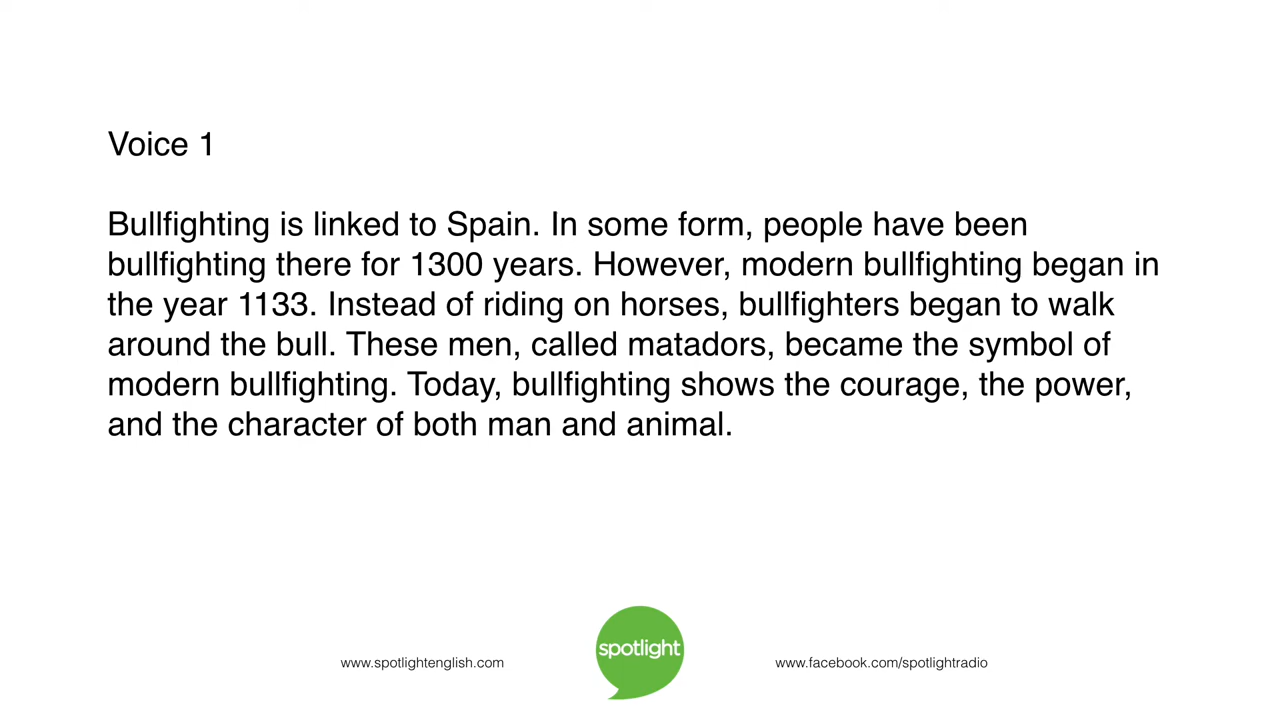 Voice 1
Bullfighting is linked to Spain. In some form, people have been
bullfighting there for 1300 years. However, modern bullfighting began in
the year 1133. Instead of riding on horses, bullfighters began to walk
around the bull. These men, called matadors, became the symbol of
modern bullfighting. Today, bullfighting shows the courage, the power,
and the character of both man and animal.
www.spotlightenglish.com
spotlight
www.facebook.com/spotlightradio